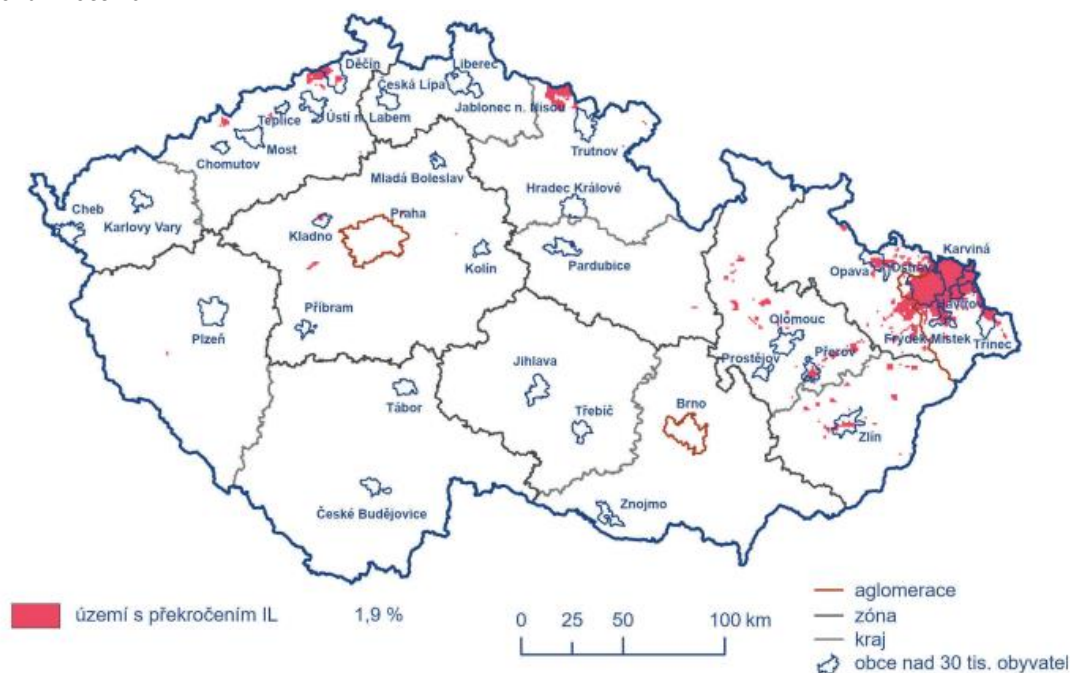 Děčín
Liberec
Česká Lípa
Jablonec n. Nisou
Teplice
Ústí n. Labem
Most
Chomutov
Trutnov
Mladá Boleslav
Hradec Králové
Cheb
Karlovy Vary
Praha
Kladno
Kolín
Pardubice
Karviná
Opava
Ostrava
Příbram
Plzeň
Olomouc
Frýdek-Místek
Třinec
Prostějov
Přerov
Jihlava
Tábor
Třebíč
Brno
Zlín
Znojmo
České Budějovice
území s překročením IL 1,9 %
0 25 50 100 km
aglomerace
zóna
kraj
obce nad 30 tis. obyvatel